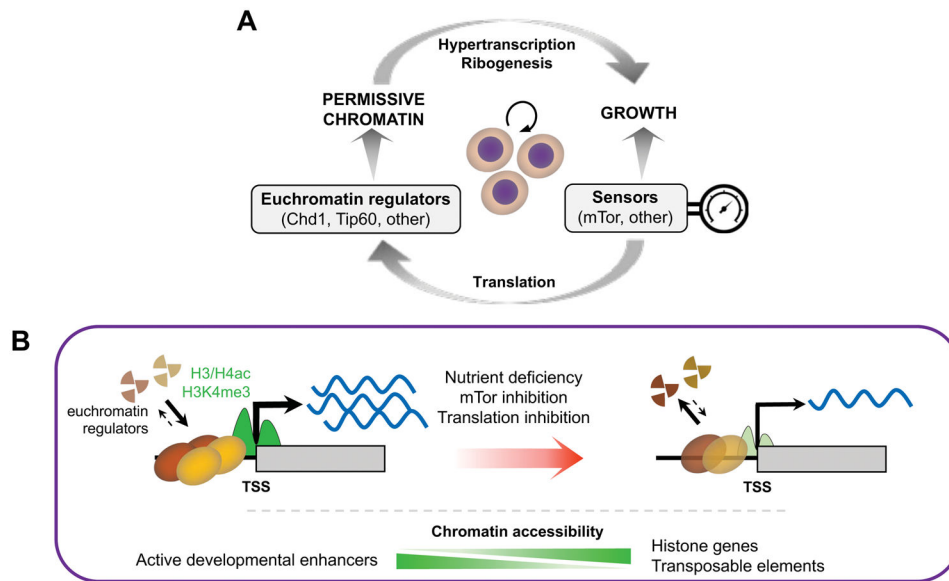 A
Hypertranscription
Ribogenesis
PERMISSIVE
CHROMATIN
GROWTH
Euchromatin regulators
(Chd1, Tip60, other)
Sensors
(mTor, other)
Translation
B
H3/H4ac
H3K4me3
euchromatin
regulators
TSS
Nutrient deficiency
mTor inhibition
Translation inhibition
TSS
Chromatin accessibility
Active developmental enhancers
Histone genes
Transposable elements